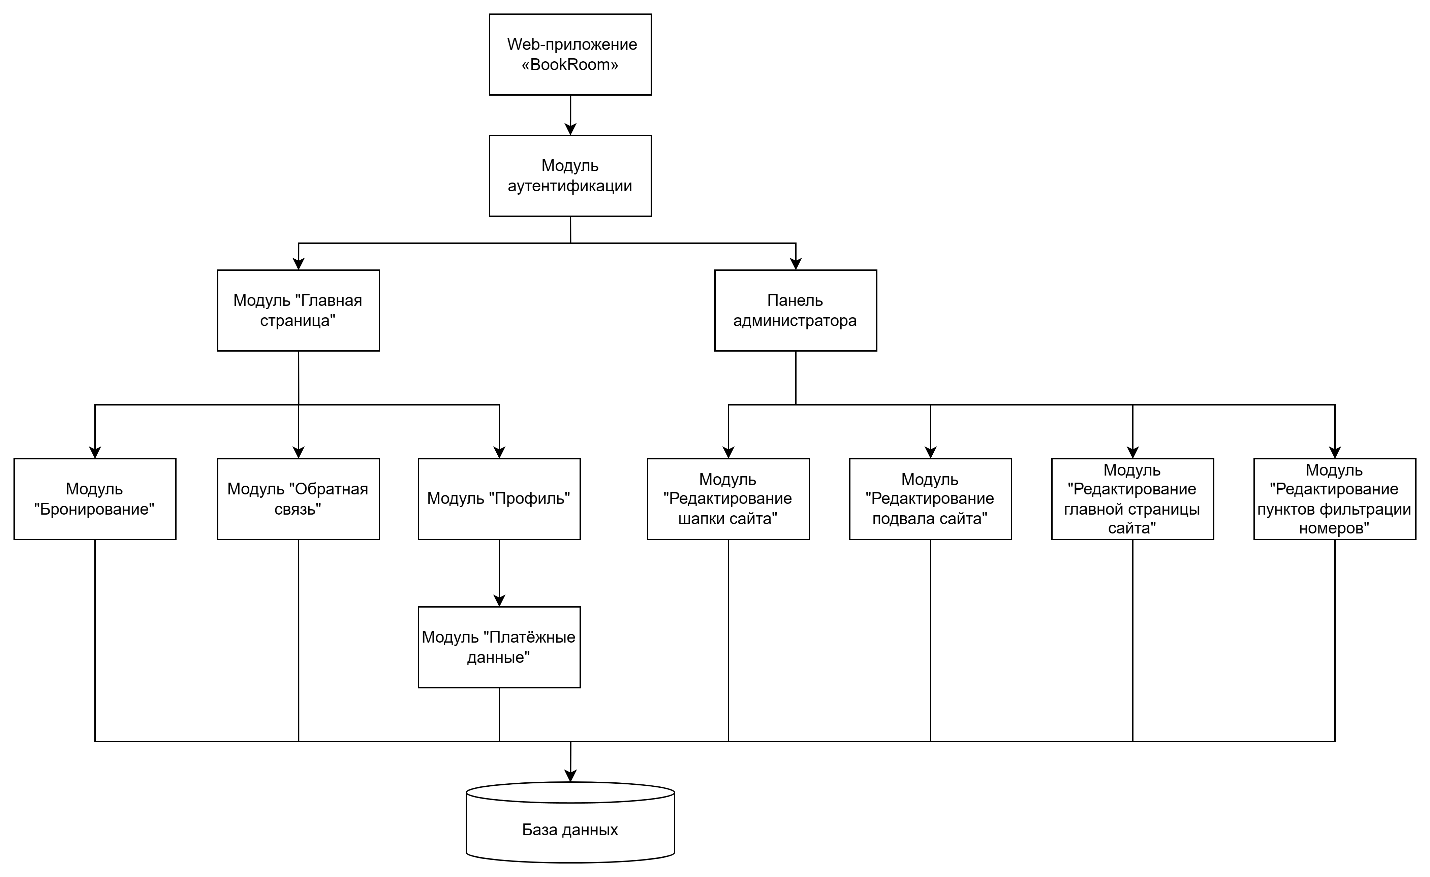 Web-приложение
«BookRoom»
Модуль
аутентификации
Модуль "Главная
страница"
Панель
администратора
Модуль
"Бронирование"
Модуль "Обратная
связь"
Модуль "Профиль"
Модуль
"Редактирование
шапки сайта"
Модуль
"Редактирование
подвала сайта"
Модуль
"Редактирование
главной страницы
сайта"
Модуль
"Редактирование
пунктов фильтрации
номеров"
Модуль "Платёжные
данные"
База данных